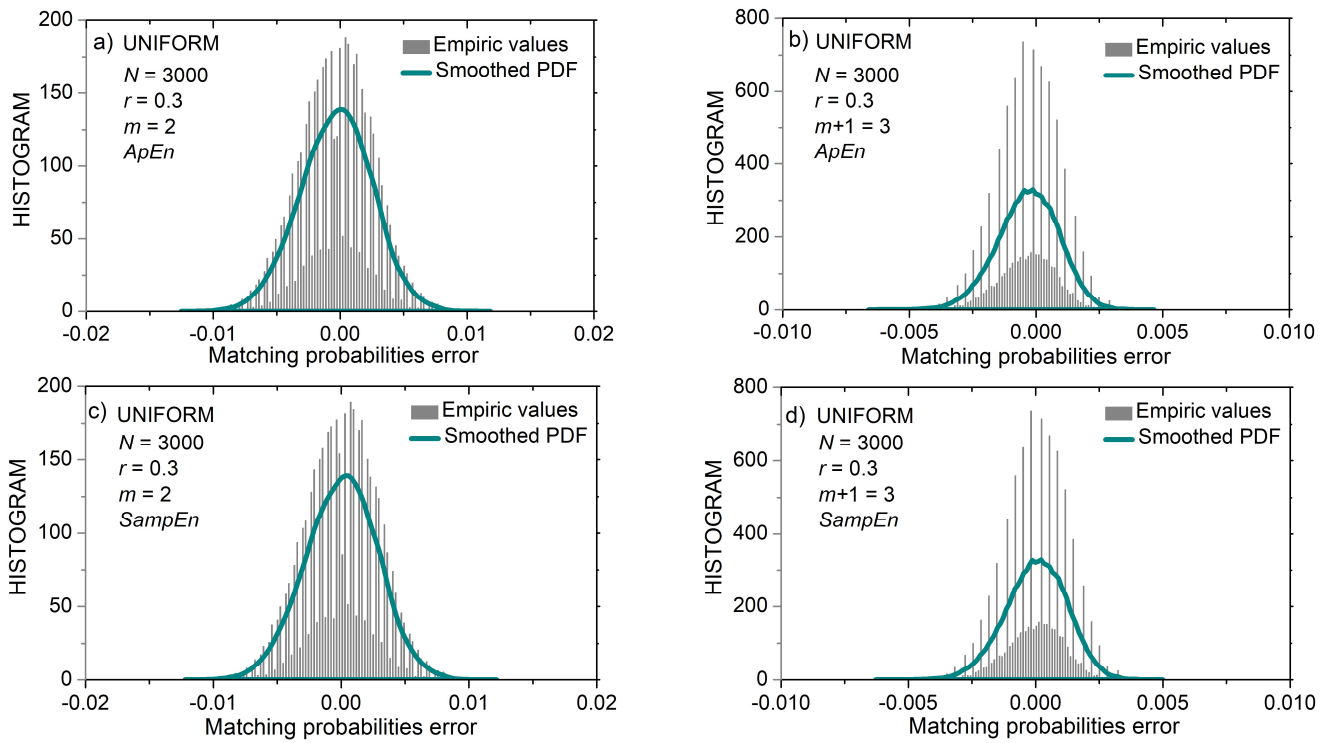 a) UNIFORM
N = 3000
r = 0.3
m = 2
ApEn
Empiric values
Smoothed PDF
HISTOGRAM
200
150
100
50
0
-0.02
-0.01
0.00
0.01
0.02
Matching probabilities error
b) UNIFORM
N = 3000
r = 0.3
m+1 = 3
ApEn
Empiric values
Smoothed PDF
HISTOGRAM
800
600
400
200
0
-0.010
-0.005
0.000
0.005
0.010
Matching probabilities error
c) UNIFORM
N = 3000
r = 0.3
m = 2
SampEn
Empiric values
Smoothed PDF
HISTOGRAM
200
150
100
50
0
-0.02
-0.01
0.00
0.01
0.02
Matching probabilities error
d) UNIFORM
N = 3000
r = 0.3
m+1 = 3
SampEn
Empiric values
Smoothed PDF
HISTOGRAM
800
600
400
200
0
-0.010
-0.005
0.000
0.005
0.010
Matching probabilities error